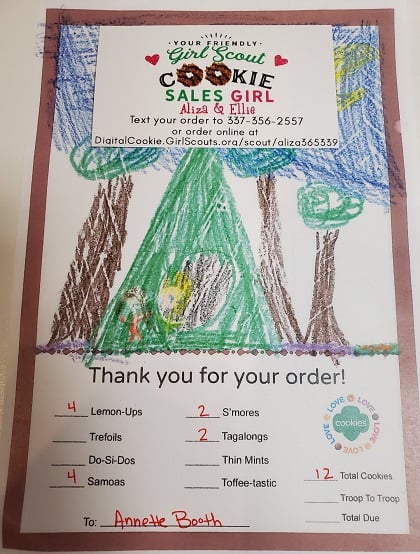 · YOUR FRIENDLY ·
Girl Scout
COOKIE
SALES GIRL
Aliza & Ellie
Text your order to 337-356-2557
or order online at
DigitalCookie.GirlScouts.org/scout/aliza365339
Thank you for your order!
4 Lemon-Ups
2 S'mores
Trefoils
2 Tagalongs
Do-Si-Dos
Thin Mints
4 Samoas
Toffee-tastic
LOVE LOVE LOVE LOVE
cookies
12 Total Cookies
Troop To Troop
Total Due
To: Annette Booth